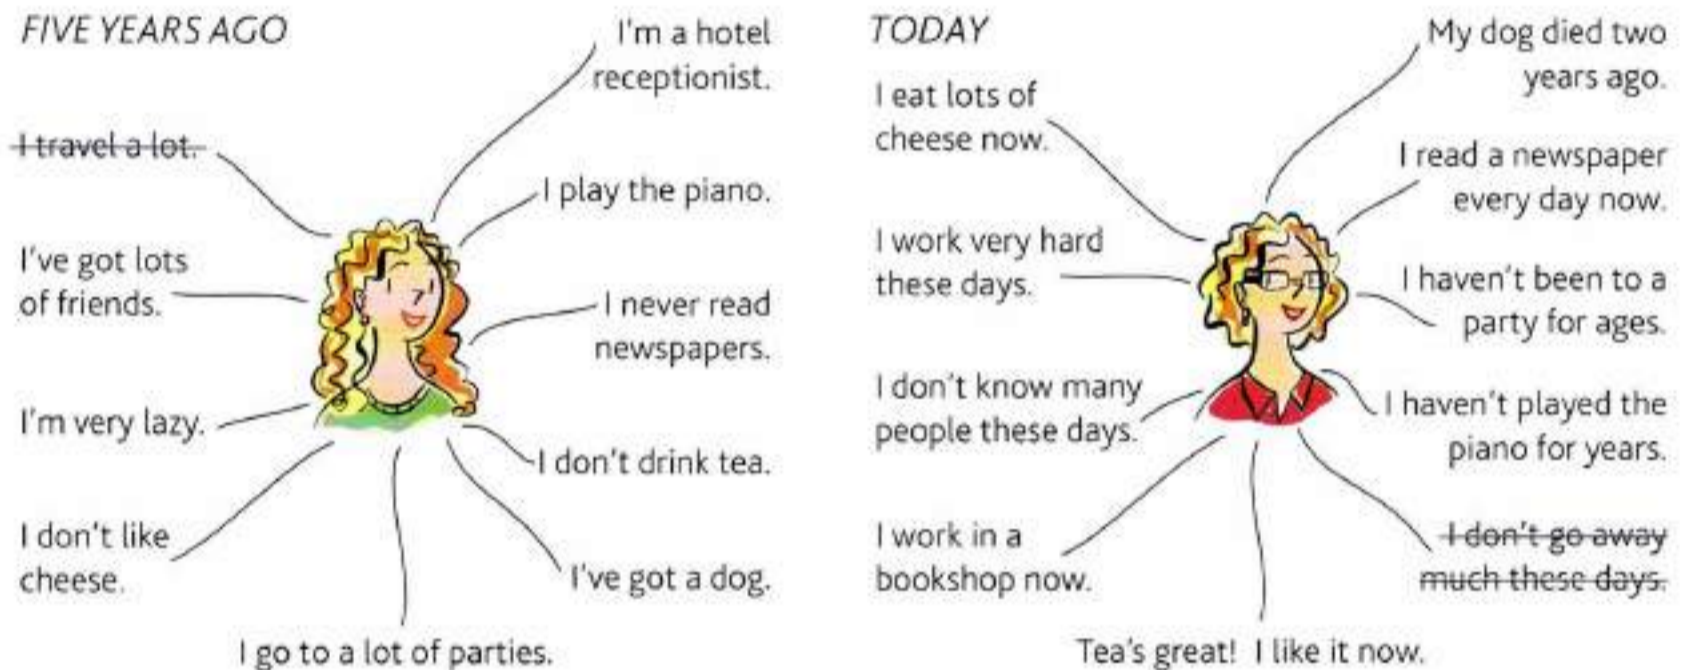 FIVE YEARS AGO
I'm a hotel
receptionist.
I travel a lot.
I play the piano.
I've got lots
of friends.
I never read
newspapers.
I'm very lazy.
I don't drink tea.
I don't like
cheese.
I've got a dog.
I go to a lot of parties.
TODAY
My dog died two
years ago.
I eat lots of
cheese now.
I read a newspaper
every day now.
I work very hard
these days.
I haven't been to a
party for ages.
I don't know many
people these days.
I haven't played the
piano for years.
I work in a
bookshop now.
I don't go away
much these days.
Tea's great! I like it now.